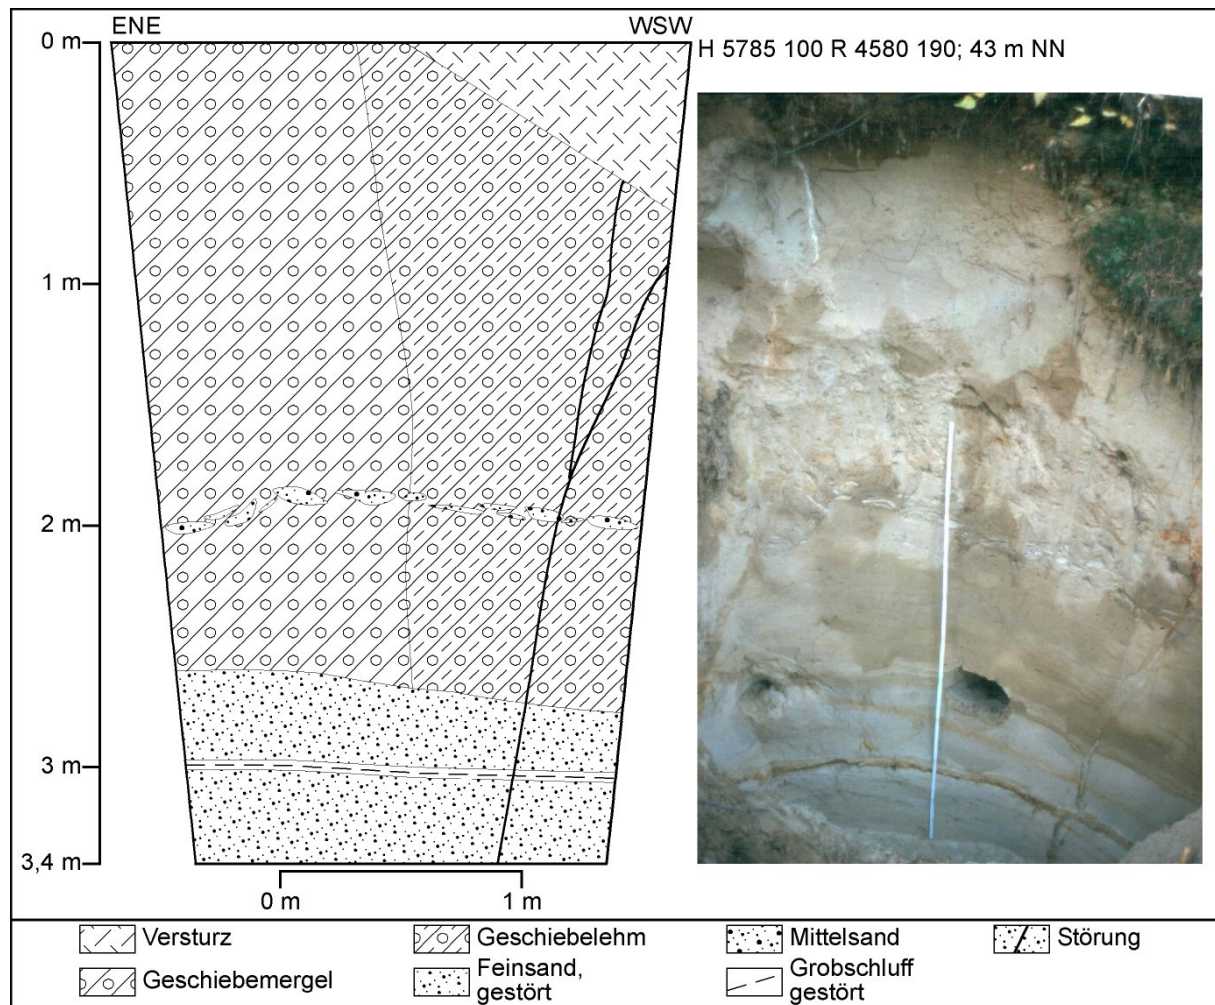 ENE
WSW
0 m
H 5785 100 R 4580 190; 43 m NN
1 m
2 m
3 m
3,4 m
0 m
1 m
Versturz
Geschiebelehm
Mittelsand
Störung
Geschiebemergel
Feinsand,
gestört
Grobschluff
gestört